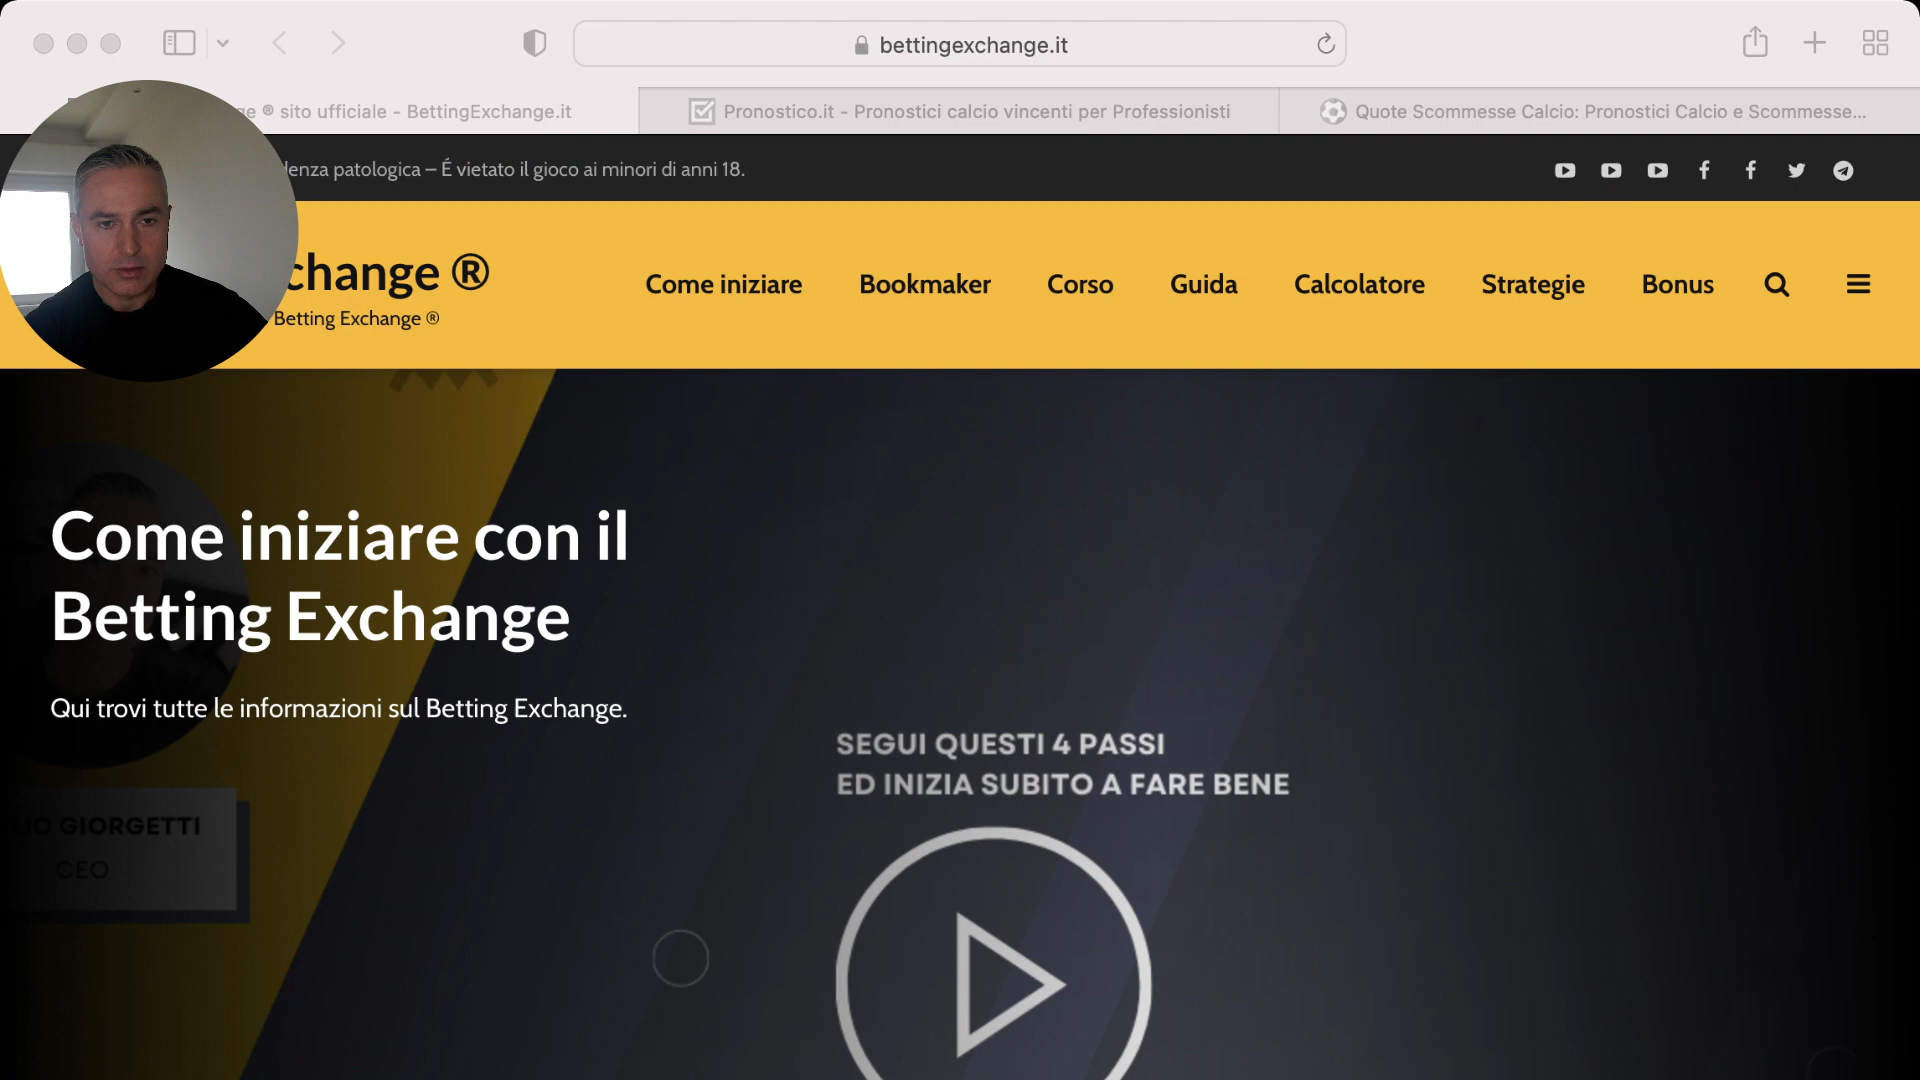 bettingexchange.it
® sito ufficiale - BettingExchange.it
Pronostico.it - Pronostici calcio vincenti per Professionisti
Quote Scommesse Calcio: Pronostici Calcio e Scommesse...
patologica – É vietato il gioco ai minori di anni 18.
change ®
Betting Exchange ®
Come iniziare
Bookmaker
Corso
Guida
Calcolatore
Strategie
Bonus
Come iniziare con il
Betting Exchange
Qui trovi tutte le informazioni sul Betting Exchange.
SEGUI QUESTI 4 PASSI
ED INIZIA SUBITO A FARE BENE
GIORGETTI
CEO